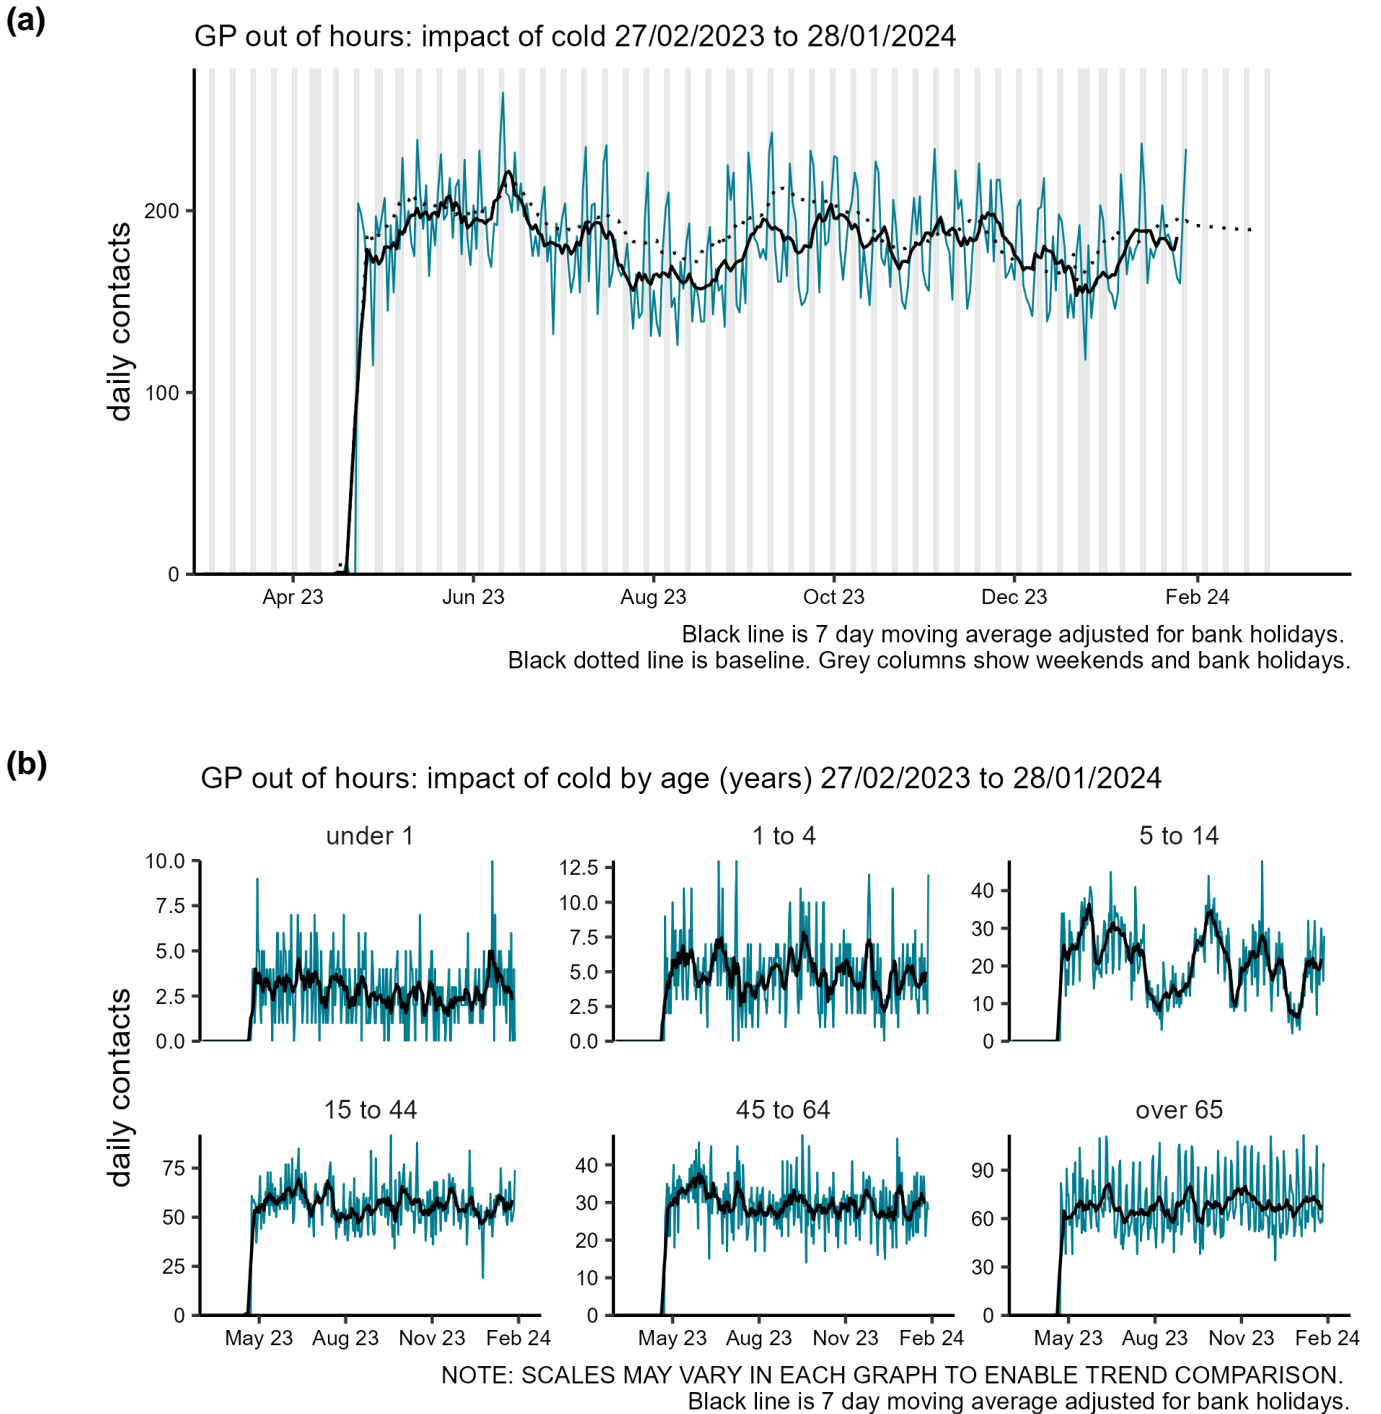 (a)
GP out of hours: impact of cold 27/02/2023 to 28/01/2024
daily contacts
200
100
0
Apr 23 Jun 23 Aug 23 Oct 23 Dec 23 Feb 24
Black line is 7 day moving average adjusted for bank holidays.
Black dotted line is baseline. Grey columns show weekends and bank holidays.
(b)
GP out of hours: impact of cold by age (years) 27/02/2023 to 28/01/2024
daily contacts
under 1
10.0
7.5
5.0
2.5
0.0
1 to 4
12.5
10.0
7.5
5.0
2.5
0.0
5 to 14
40
30
20
10
0
15 to 44
75
50
25
0
May 23 Aug 23 Nov 23 Feb 24
45 to 64
40
30
20
10
0
May 23 Aug 23 Nov 23 Feb 24
over 65
90
60
30
0
May 23 Aug 23 Nov 23 Feb 24
NOTE: SCALES MAY VARY IN EACH GRAPH TO ENABLE TREND COMPARISON.
Black line is 7 day moving average adjusted for bank holidays.